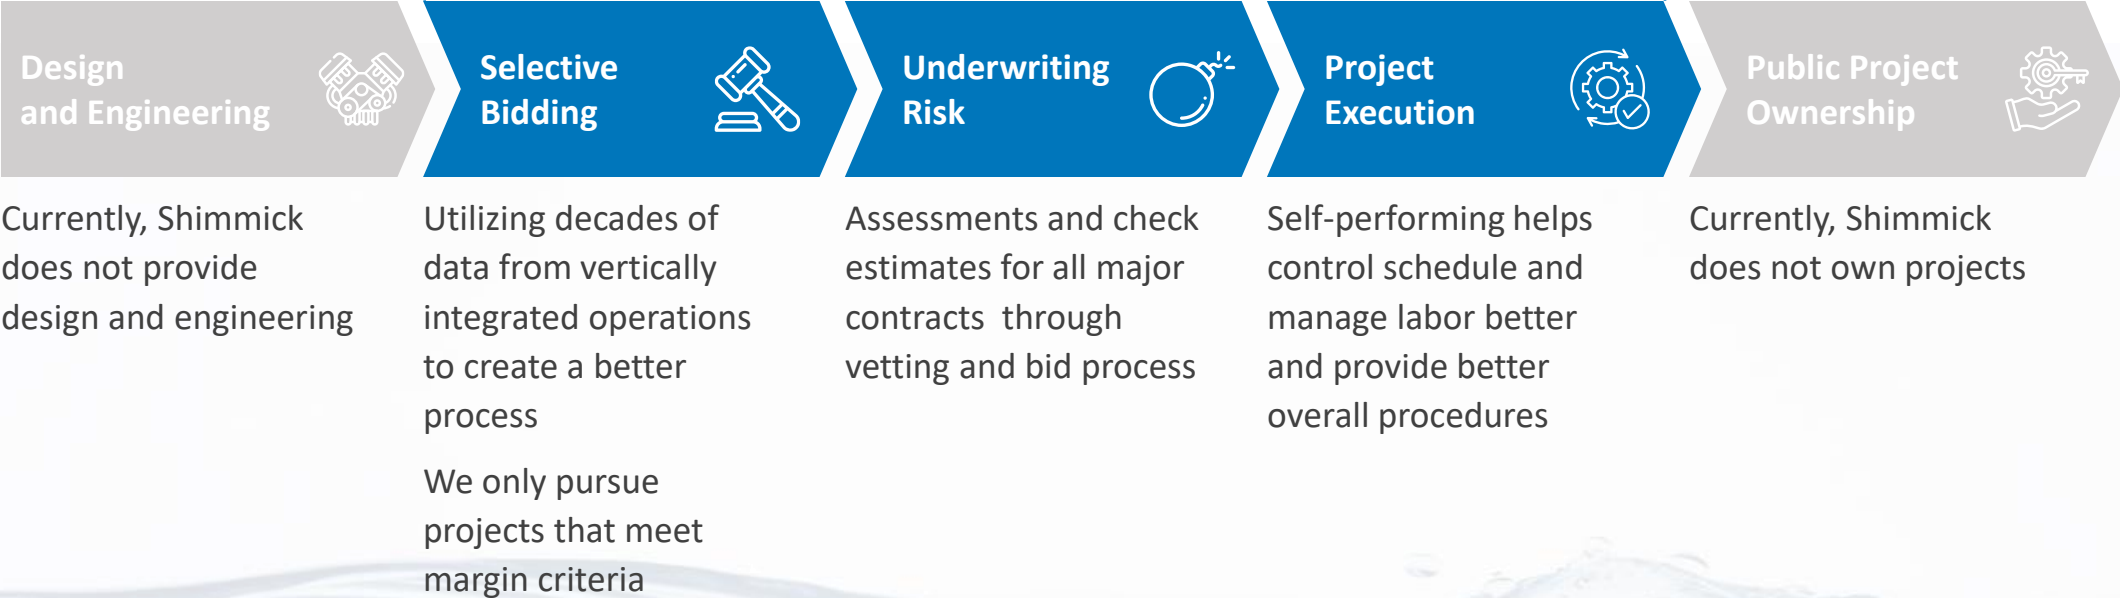 Design
and Engineering
Selective
Bidding
Underwriting
Risk
Project
Execution
Public Project
Ownership
Currently, Shimmick
does not provide
design and engineering
Utilizing decades of
data from vertically
integrated operations
to create a better
process
We only pursue
projects that meet
margin criteria
Assessments and check
estimates for all major
contracts  through
vetting and bid process
Self-performing helps
control schedule and
manage labor better
and provide better
overall procedures
Currently, Shimmick
does not own projects